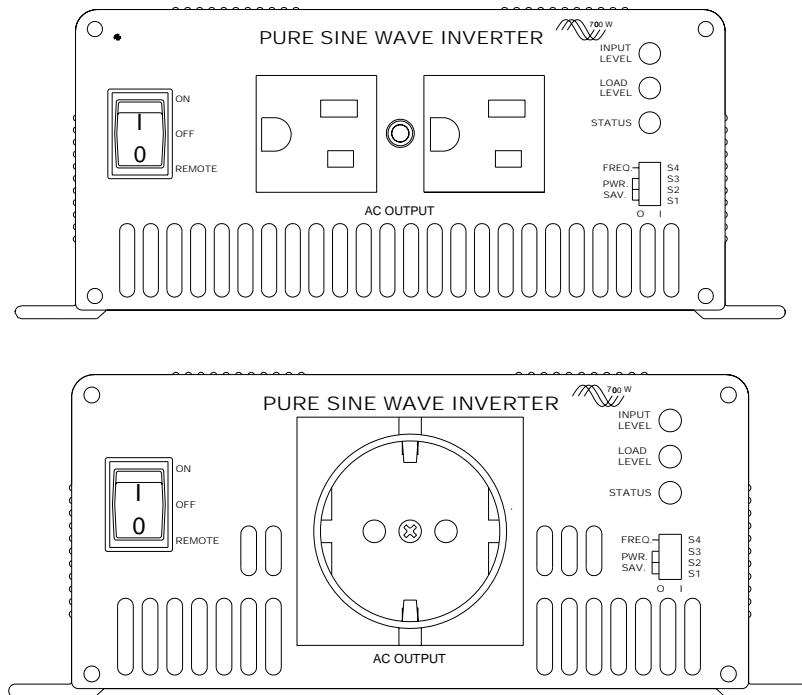 PURE SINE WAVE INVERTER
700 W
INPUT
LEVEL
LOAD
LEVEL
STATUS
ON
I
OFF
0
REMOTE
FREQ.
PWR.
SAV.
S4
S3
S2
S1
O I
AC OUTPUT
PURE SINE WAVE INVERTER
700 W
INPUT
LEVEL
LOAD
LEVEL
STATUS
ON
I
OFF
0
REMOTE
FREQ.
PWR.
SAV.
S4
S3
S2
S1
O I
AC OUTPUT